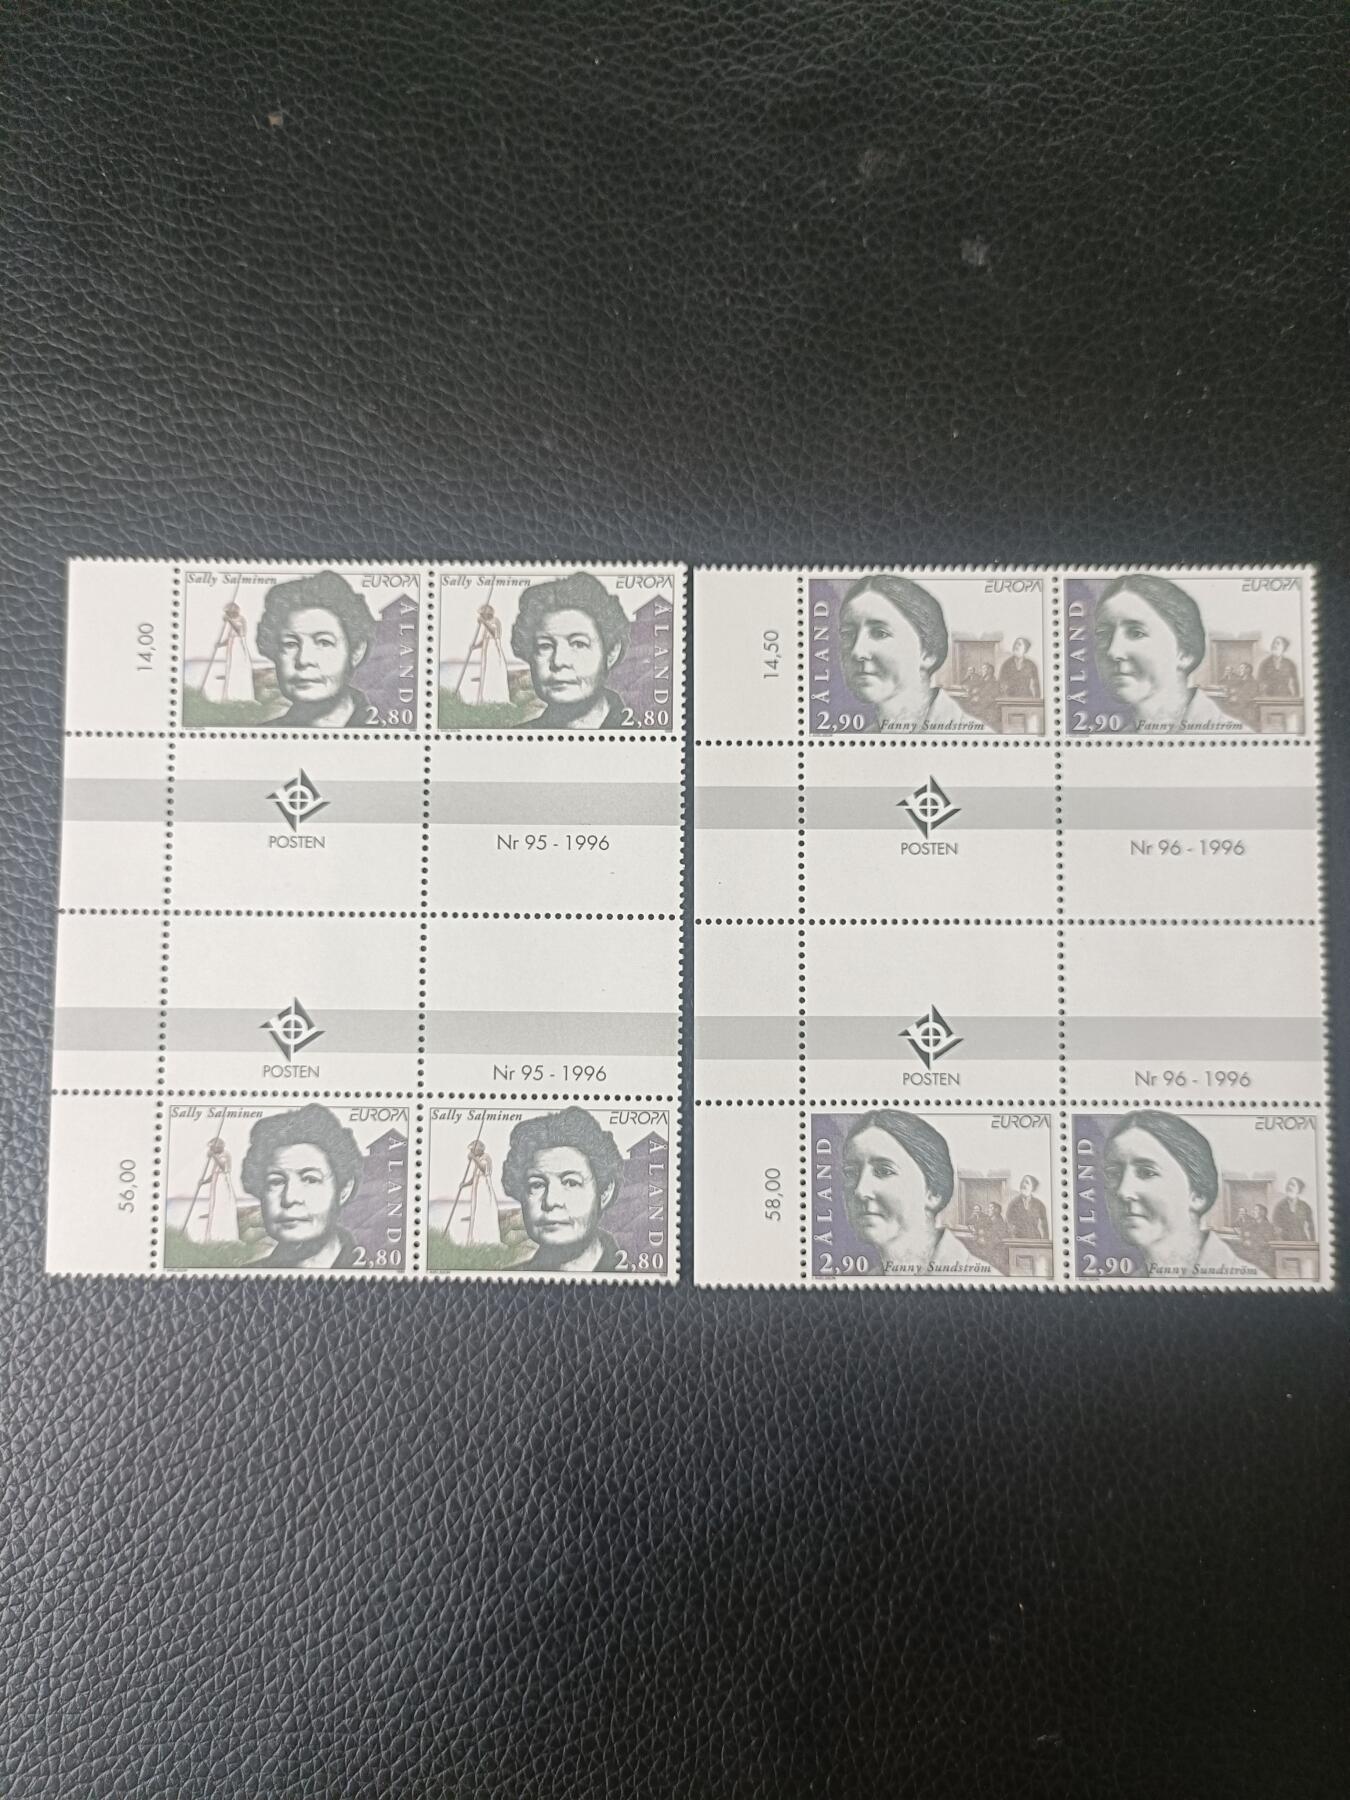 14,00
Sally Salminen
EUROPA
ÅLAND
2,80
Sally Salminen
EUROPA
ÅLAND
2,80
POSTEN
Nr 95 - 1996
POSTEN
Nr 95 - 1996
56,00
Sally Salminen
EUROPA
ÅLAND
2,80
Sally Salminen
EUROPA
ÅLAND
2,80
14,50
EUROPA
ÅLAND
2,90
Fanny Sundström
EUROPA
ÅLAND
2,90
Fanny Sundström
POSTEN
Nr 96 - 1996
POSTEN
Nr 96 - 1996
58,00
EUROPA
ÅLAND
2,90
Fanny Sundström
EUROPA
ÅLAND
2,90
Fanny Sundström